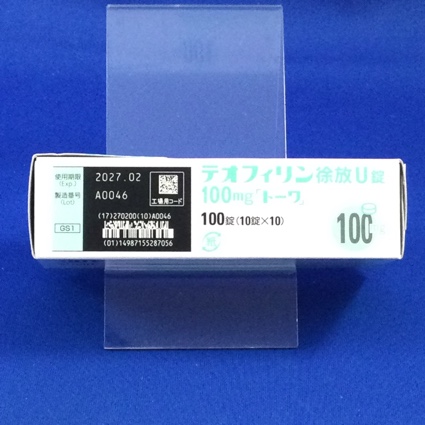 使用期限
(Exp.)
2027.02
製造番号
(Lot)
A0046
工場用コード
GS1
(17)270200(10)A0046
(01)14987155287056
テオフィリン徐放U錠
100mg「トーワ」
100錠(10錠×10)
100